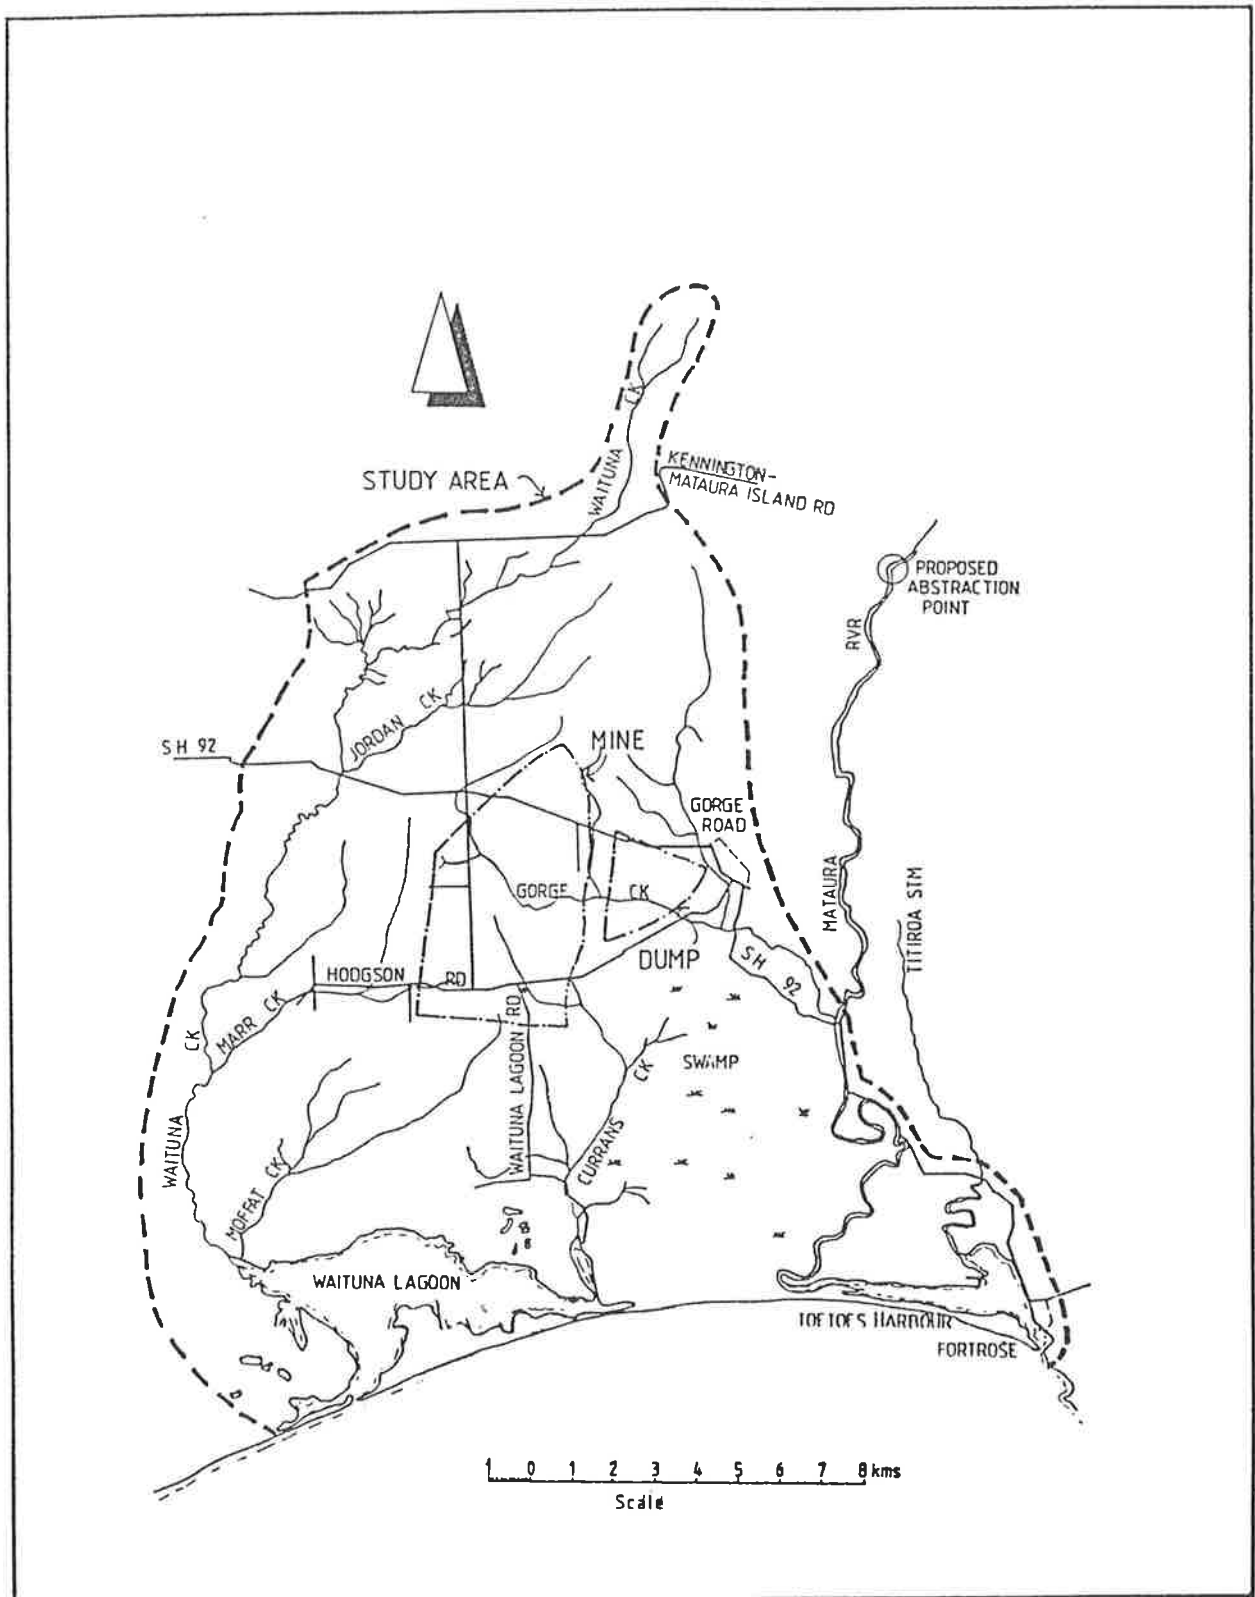 WAITUNA CK
STUDY AREA
KENNINGTON-
MATAURA ISLAND RD
PROPOSED
ABSTRACTION
POINT
RVR
JORDAN CK
SH 92
MINE
GORGE
ROAD
GORGE CK
MATAURA
TITIROA STM
DUMP
SH 92
HODGSON RD
MARR CK
CK
WAITUNA
SWAMP
WAITUNA LAGOON RD
CURRANS CK
MOFFAT CK
WAITUNA LAGOON
TOETOES HARBOUR
FORTROSE
1 0 1 2 3 4 5 6 7 8 kms
Scale